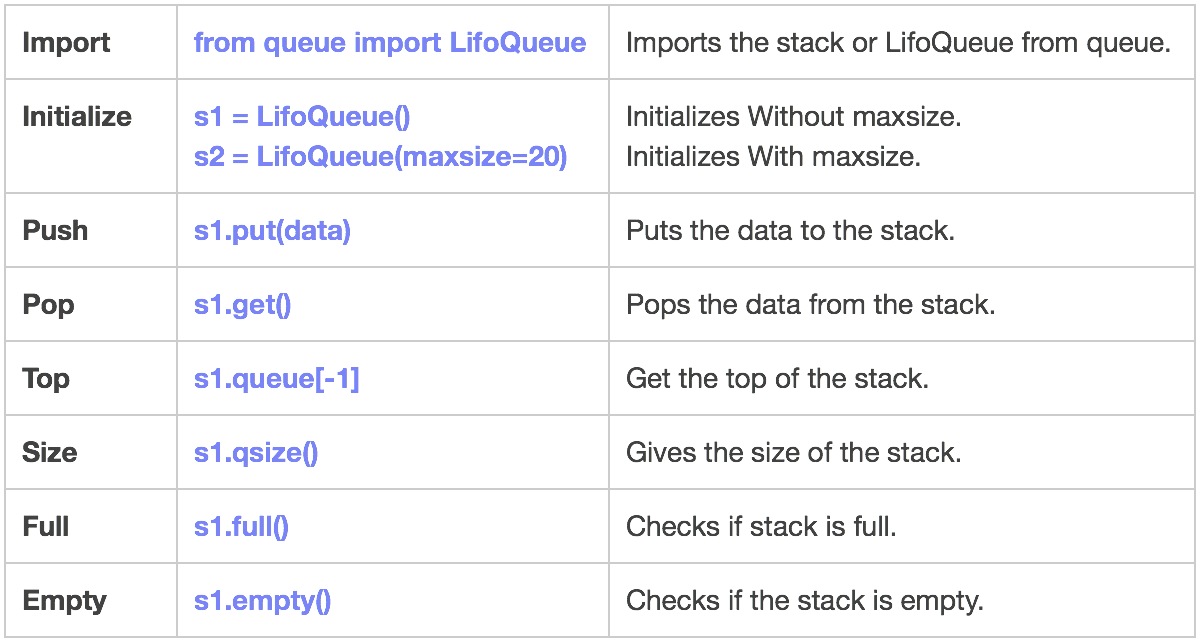 Import from queue import LifoQueue Imports the stack or LifoQueue from queue.
Initialize s1 = LifoQueue() Initializes Without maxsize.
s2 = LifoQueue(maxsize=20) Initializes With maxsize.
Push s1.put(data) Puts the data to the stack.
Pop s1.get() Pops the data from the stack.
Top s1.queue[-1] Get the top of the stack.
Size s1.qsize() Gives the size of the stack.
Full s1.full() Checks if stack is full.
Empty s1.empty() Checks if the stack is empty.